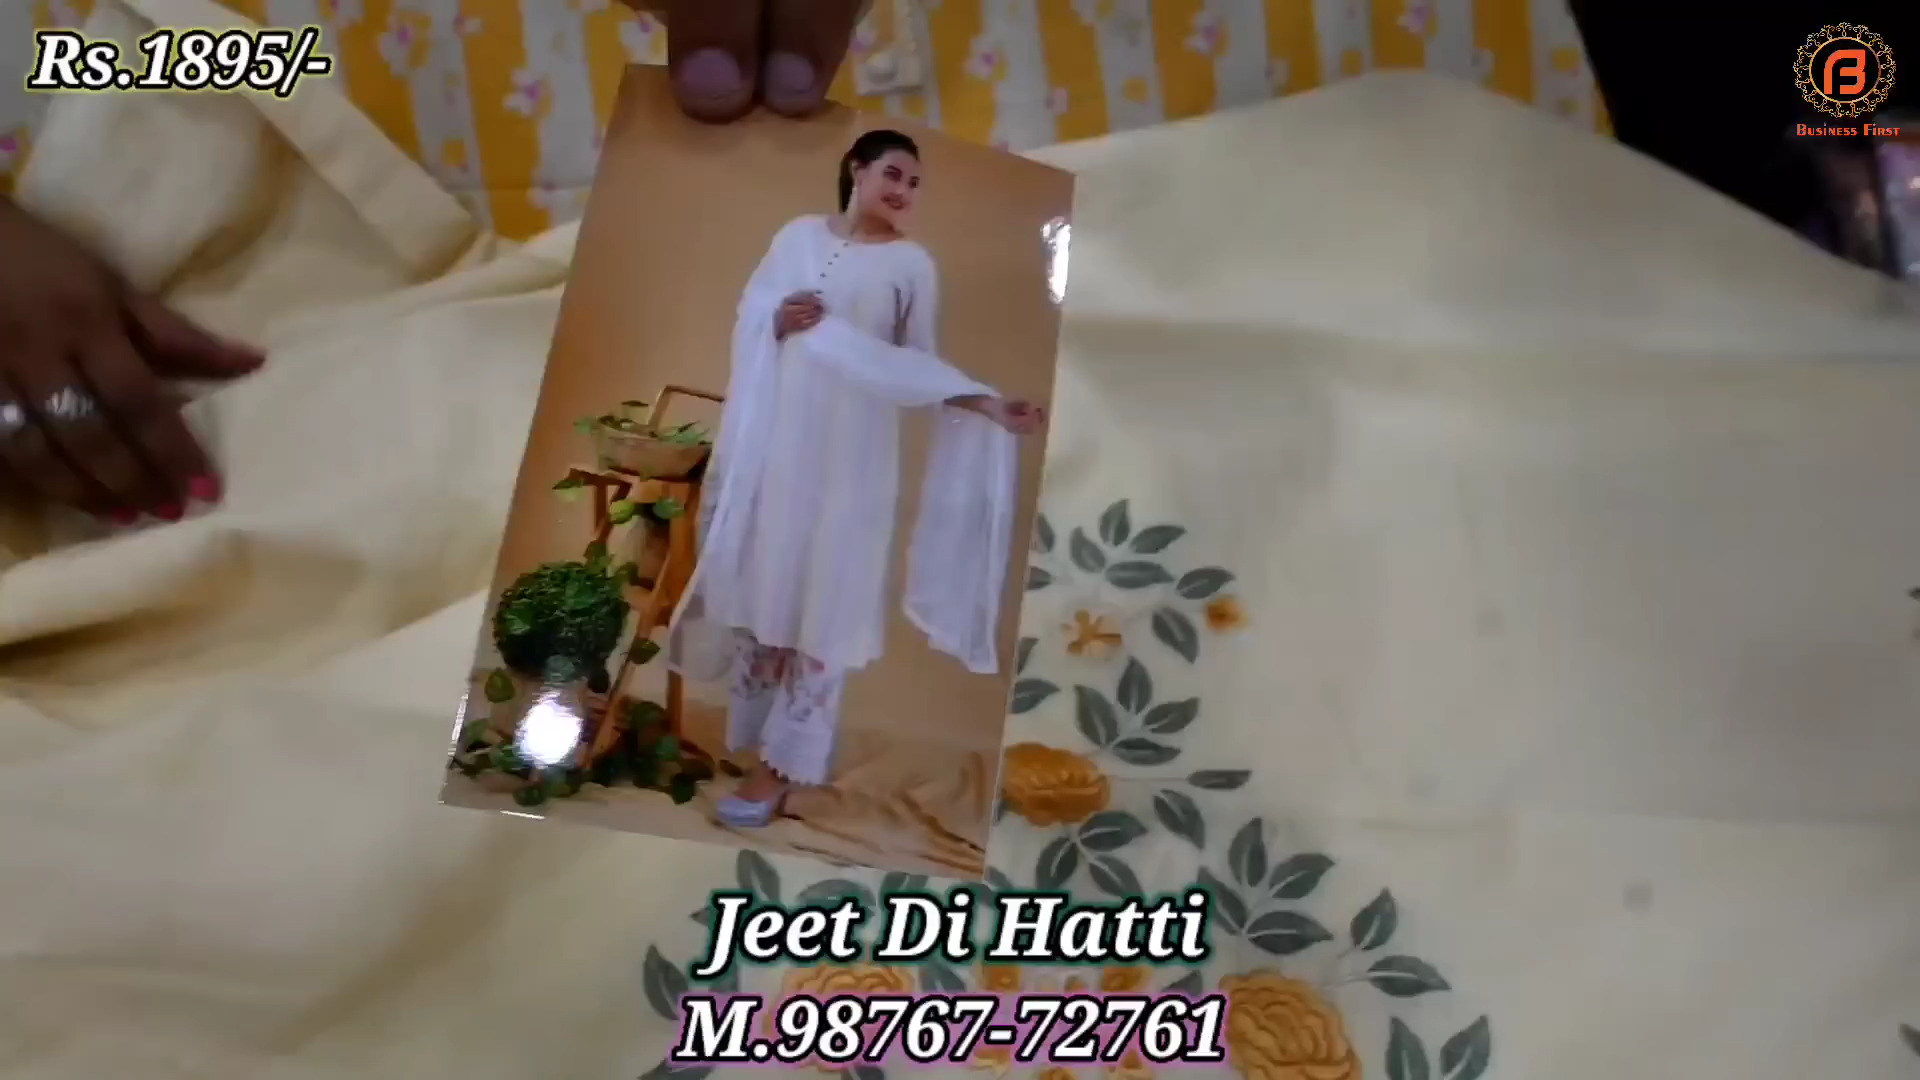 Rs.1895/-
BUSINESS FIRST
Jeet Di Hatti
M.98767-72761